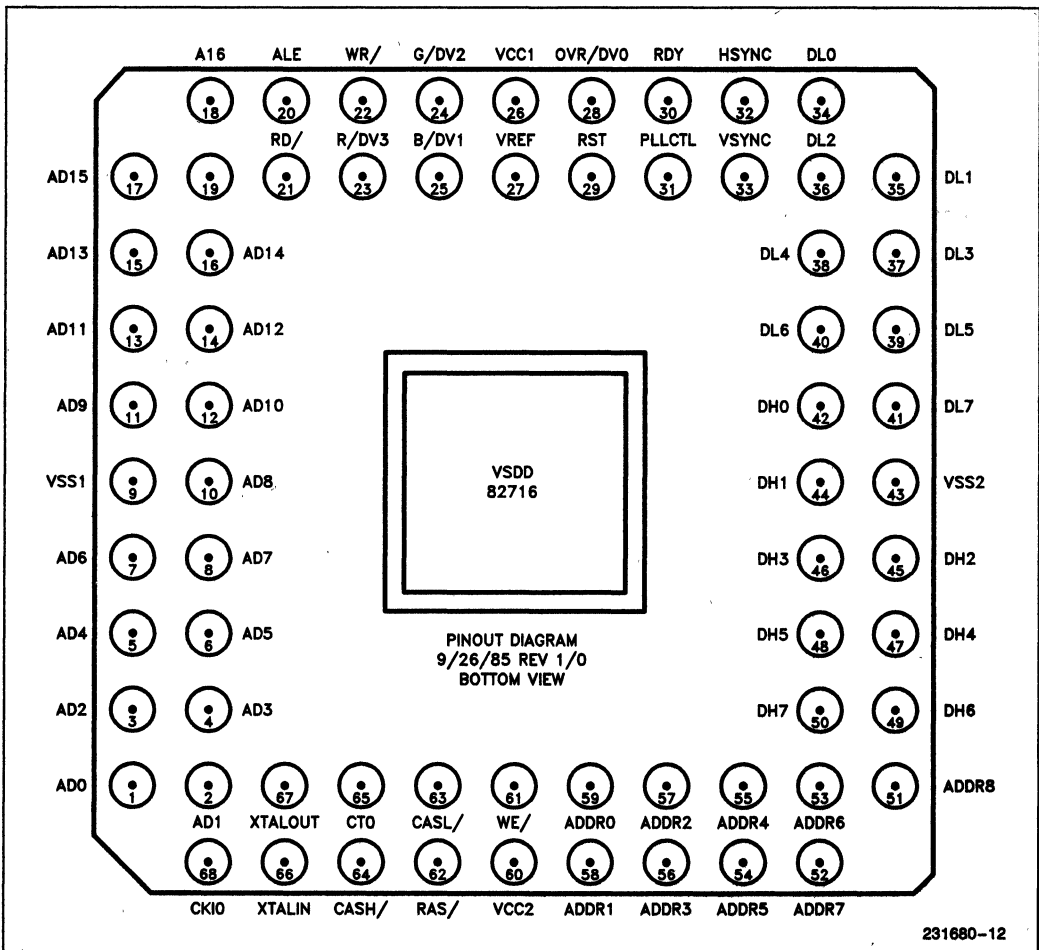 A16 ALE WR/ G/DV2 VCC1 OVR/DV0 RDY HSYNC DL0
18 20 22 24 26 28 30 32 34
RD/ R/DV3 B/DV1 VREF RST PLLCTL VSYNC DL2
AD15 17 19 21 23 25 27 29 31 33 36 35 DL1
AD13 15 16 AD14 DL4 38 37 DL3
AD11 13 14 AD12 DL6 40 39 DL5
AD9 11 12 AD10 DH0 42 41 DL7
VSS1 9 10 AD8 DH1 44 43 VSS2
VSDD
82716
AD6 7 8 AD7 DH3 46 45 DH2
AD4 5 6 AD5 DH5 48 47 DH4
PINOUT DIAGRAM
9/26/85 REV 1/0
BOTTOM VIEW
AD2 3 4 AD3 DH7 50 49 DH6
AD0 1 2 67 65 63 61 59 57 55 53 51 ADDR8
AD1 XTALOUT CT0 CASL/ WE/ ADDR0 ADDR2 ADDR4 ADDR6
68 66 64 62 60 58 56 54 52
CKI0 XTALIN CASH/ RAS/ VCC2 ADDR1 ADDR3 ADDR5 ADDR7
231680-12